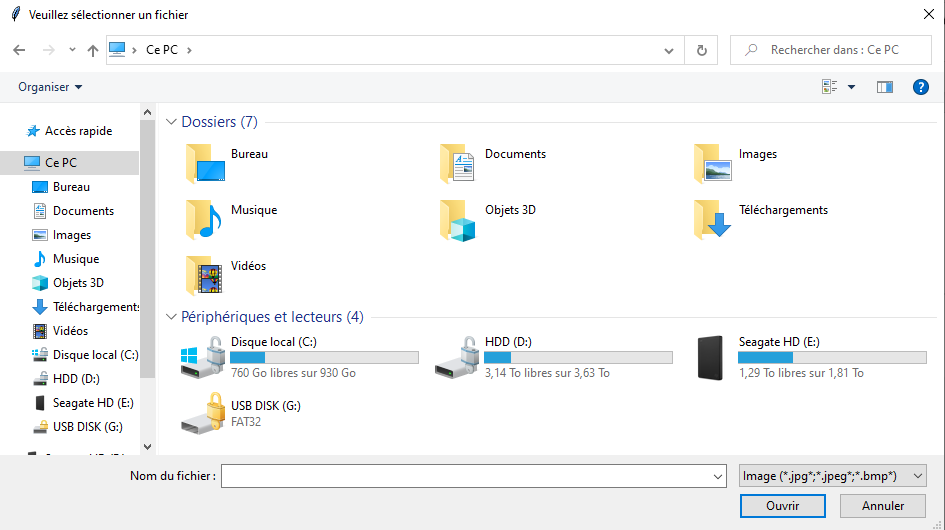 Veuillez sélectionner un fichier
Ce PC
Rechercher dans : Ce PC
Organiser
?
Accès rapide
Ce PC
Bureau
Documents
Images
Musique
Objets 3D
Téléchargements
Vidéos
Disque local (C:)
HDD (D:)
Seagate HD (E:)
USB DISK (G:)
Dossiers (7)
Bureau
Documents
Images
Musique
Objets 3D
Téléchargements
Vidéos
Périphériques et lecteurs (4)
Disque local (C:)
760 Go libres sur 930 Go
HDD (D:)
3,14 To libres sur 3,63 To
Seagate HD (E:)
1,29 To libres sur 1,81 To
USB DISK (G:)
FAT32
Nom du fichier :
Image (*.jpg*;*.jpeg*;*.bmp*)
Ouvrir
Annuler